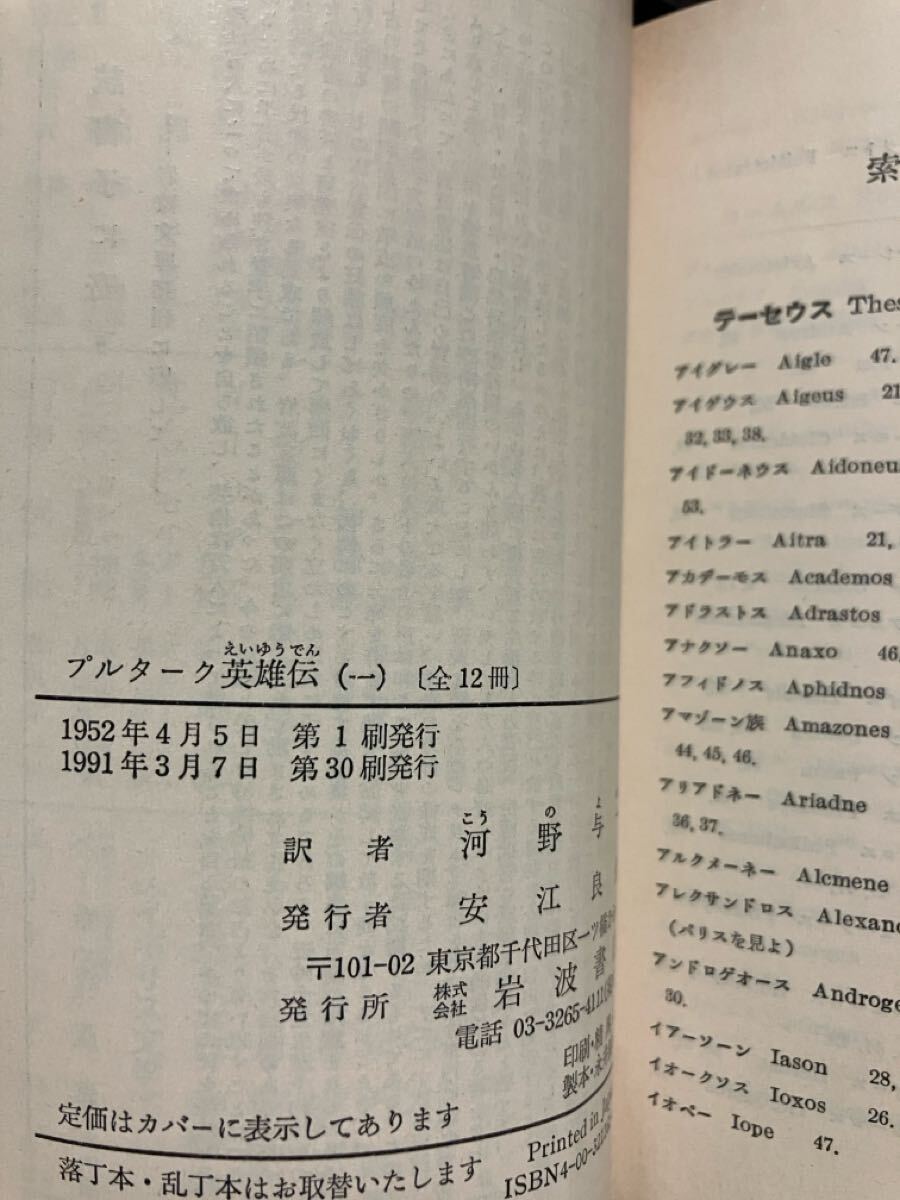 えいゆうでん
プルターク英雄伝(一)〔全12冊〕
1952年4月5日 第1刷発行
1991年3月7日 第30刷発行
こう の よ
訳者 河野与
発行者 安江良
〒101-02 東京都千代田区一ツ橋
発行所 株式会社 岩波書
電話 03-3265-4111
印刷・
製本・永
定価はカバーに表示してあります
Printed in
ISBN4-00-32
落丁本・乱丁本はお取替いたします
索
テーセウス Thes
アイグレー Aigle 47.
アイゲウス Aigeus 21
32, 33, 38.
アイドーネウス Aidoneu
53.
アイトラー Aitra 21,
アカデーモス Academos
アドラストス Adrastos
アナクソー Anaxo 46,
アフィドノス Aphidnos
アマゾーン族 Amazones
44, 45, 46.
アリアドネー Ariadne
36, 37.
アルクメーネー Alcmene
アレクサンドロス Alexand
(パリスを見よ)
アンドロゲオース Androge
30.
イアーソーン Iason 28,
イオークソス Ioxos 26.
イオペー Iope 47.